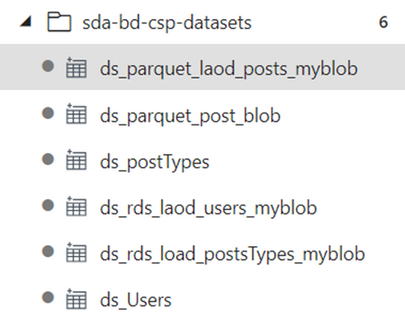 sda-bd-csp-datasets 6
ds_parquet_laod_posts_myblob
ds_parquet_post_blob
ds_postTypes
ds_rds_laod_users_myblob
ds_rds_load_postsTypes_myblob
ds_Users